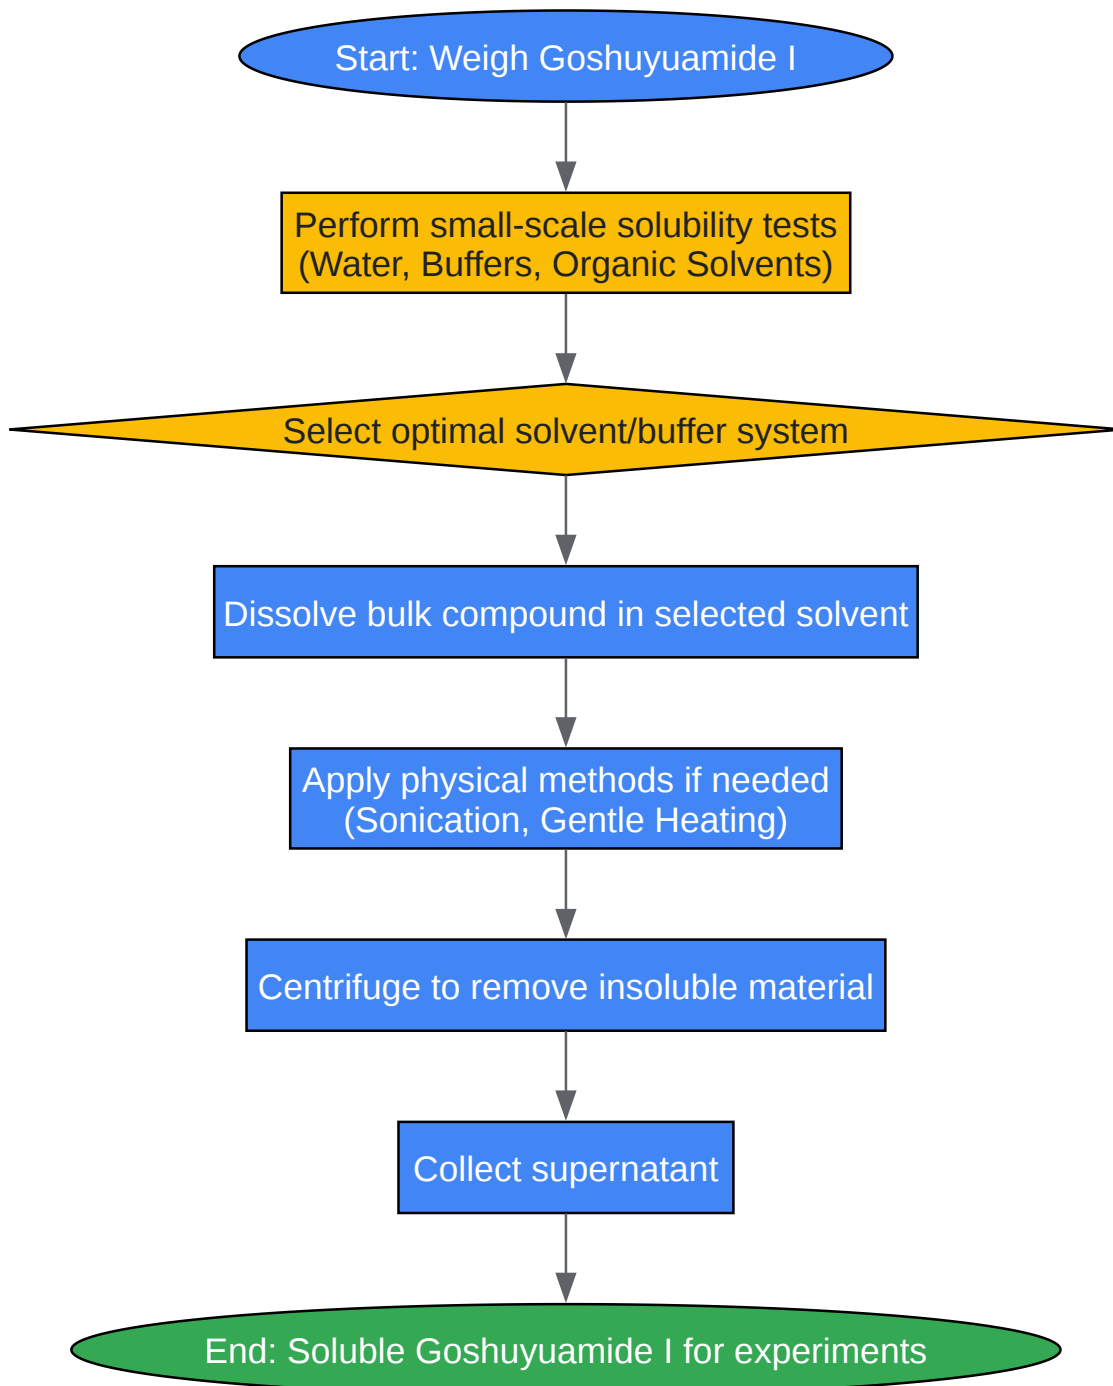 Start: Weigh Goshuyuamide I
Perform small-scale solubility tests
(Water, Buffers, Organic Solvents)
Select optimal solvent/buffer system
Dissolve bulk compound in selected solvent
Apply physical methods if needed
(Sonication, Gentle Heating)
Centrifuge to remove insoluble material
Collect supernatant
End: Soluble Goshuyuamide I for experiments